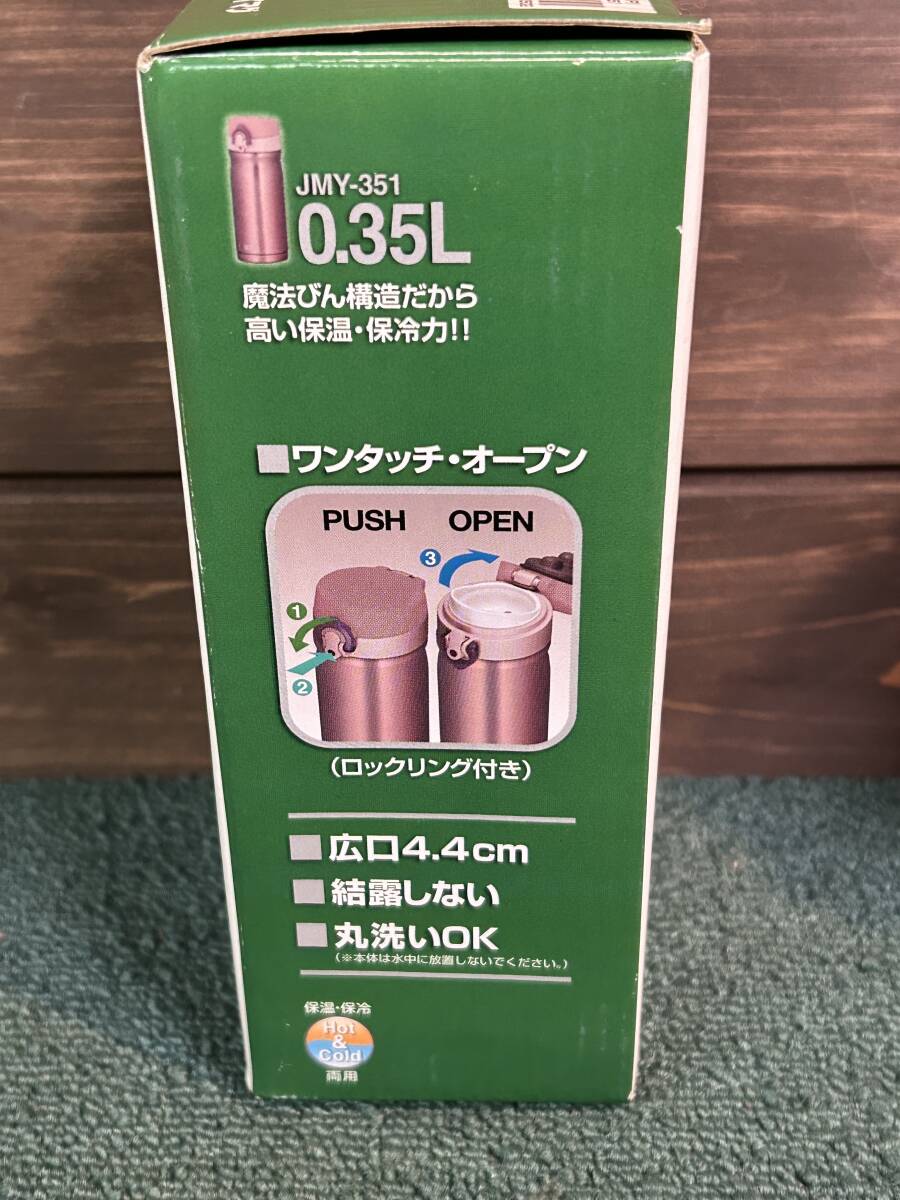 JMY-351
0.35L
魔法びん構造だから
高い保温・保冷力!!
■ワンタッチ・オープン
PUSH OPEN
3
1
2
(ロックリング付き)
■広口4.4cm
■結露しない
■丸洗いOK
(※本体は水中に放置しないでください。)
保温・保冷
Hot
&
Cold
両用